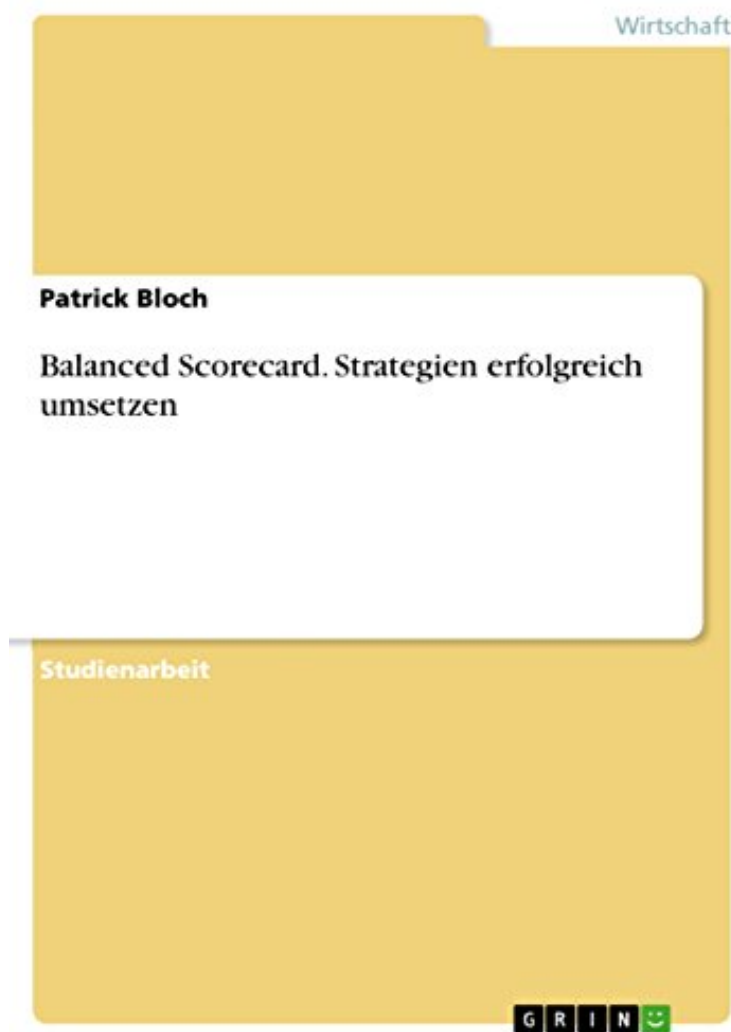 Wirtschaft
Patrick Bloch
Balanced Scorecard. Strategien erfolgreich
umsetzen
Studienarbeit
GRIN